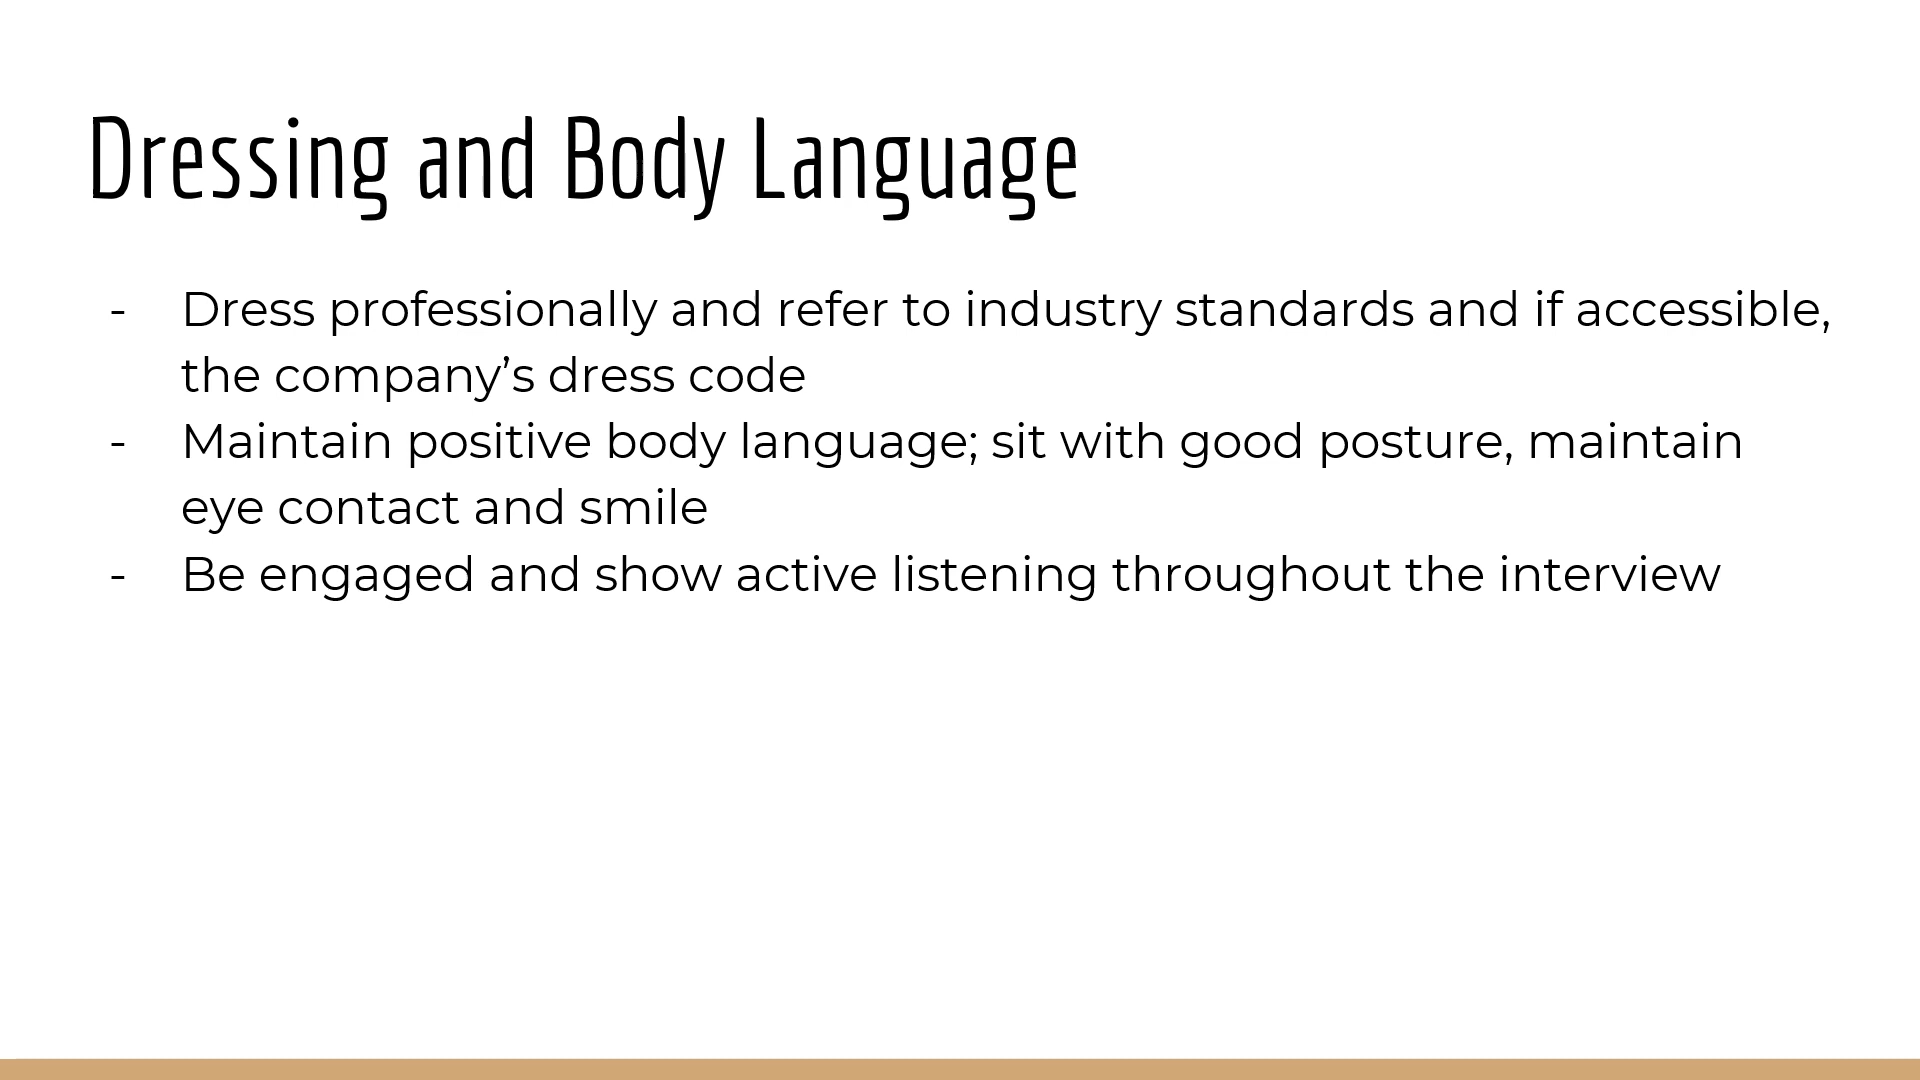 Dressing and Body Language
- Dress professionally and refer to industry standards and if accessible,
the company’s dress code
- Maintain positive body language; sit with good posture, maintain
eye contact and smile
- Be engaged and show active listening throughout the interview